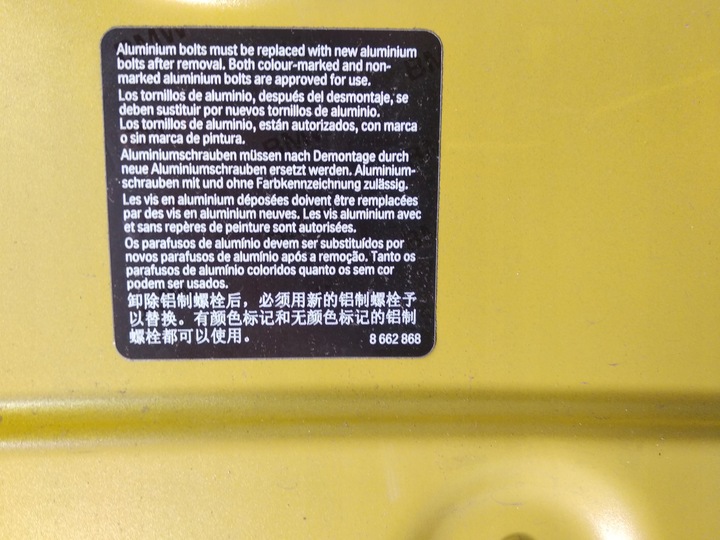 Aluminium bolts must be replaced with new aluminium
bolts after removal. Both colour-marked and non-
marked aluminium bolts are approved for use.
Los tornillos de aluminio, después del desmontaje, se
deben sustituir por nuevos tornillos de aluminio.
Los tornillos de aluminio, están autorizados, con marca
o sin marca de pintura.
Aluminiumschrauben müssen nach Demontage durch
neue Aluminiumschrauben ersetzt werden. Aluminium-
schrauben mit und ohne Farbkennzeichnung zulässig.
Les vis en aluminium déposées doivent être remplacées
par des vis en aluminium neuves. Les vis aluminium avec
et sans repères de peinture sont autorisées.
Os parafusos de alumínio devem ser substituídos por
novos parafusos de alumínio após a remoção. Tanto os
parafusos de alumínio coloridos quanto os sem cor
podem ser usados.
卸除铝制螺栓后，必须用新的铝制螺栓予
以替换。有颜色标记和无颜色标记的铝制
螺栓都可以使用。
8 662 868